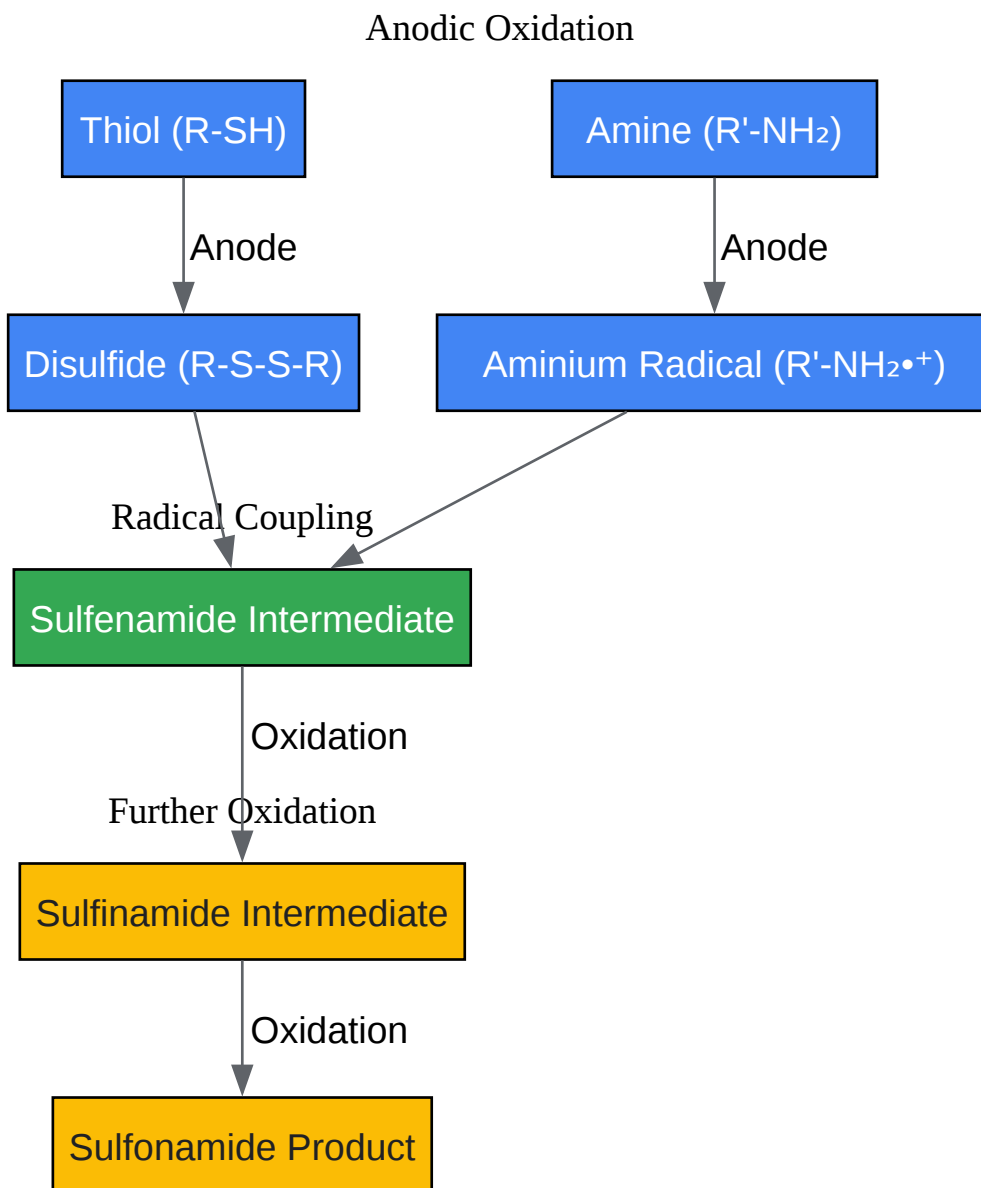 Anodic Oxidation
Thiol (R-SH)
Amine (R'-NH₂)
Anode
Anode
Disulfide (R-S-S-R)
Aminium Radical (R'-NH₂•⁺)
Radical Coupling
Sulfenamide Intermediate
Oxidation
Further Oxidation
Sulfinamide Intermediate
Oxidation
Sulfonamide Product